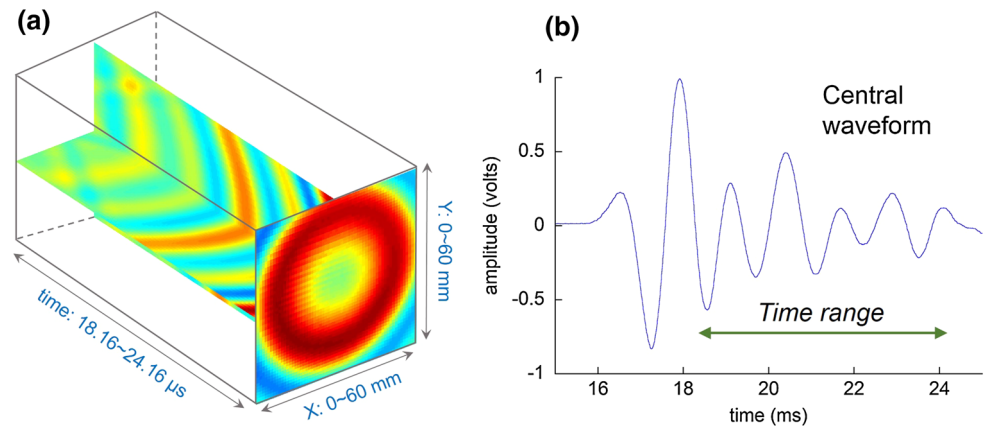 (a)
time: 18.16~24.16 μs
X: 0~60 mm
Y: 0~60 mm
(b)
Central
waveform
Time range
amplitude (volts)
1
0.5
0
-0.5
-1
16 18 20 22 24
time (ms)